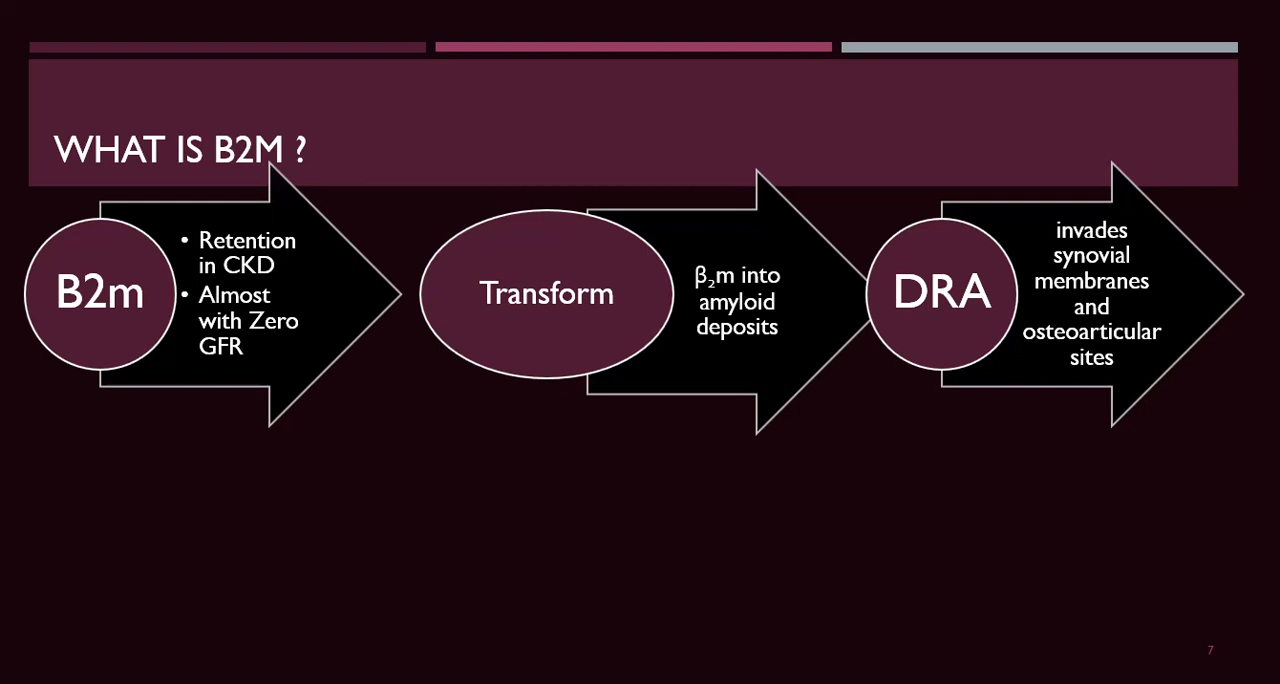 WHAT IS B2M ?
B2m
• Retention
in CKD
• Almost
with Zero
GFR
Transform
β₂m into
amyloid
deposits
DRA
invades
synovial
membranes
and
osteoarticular
sites
7